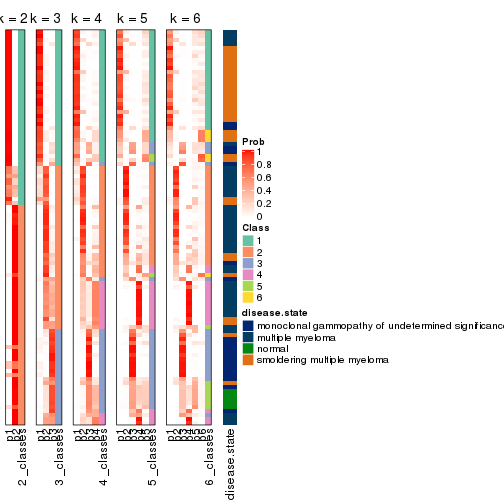 k = 2 k = 3 k = 4 k = 5 k = 6
Prob
1
0.8
0.6
0.4
0.2
0
Class
1
2
3
4
5
6
disease.state
monoclonal gammopathy of undetermined significance
multiple myeloma
normal
smoldering multiple myeloma
p1
p2
2_classes
p1
p2
p3
3_classes
p1
p2
p3
p4
4_classes
p1
p2
p3
p4
p5
5_classes
p1
p2
p3
p4
p5
p6
6_classes
disease.state